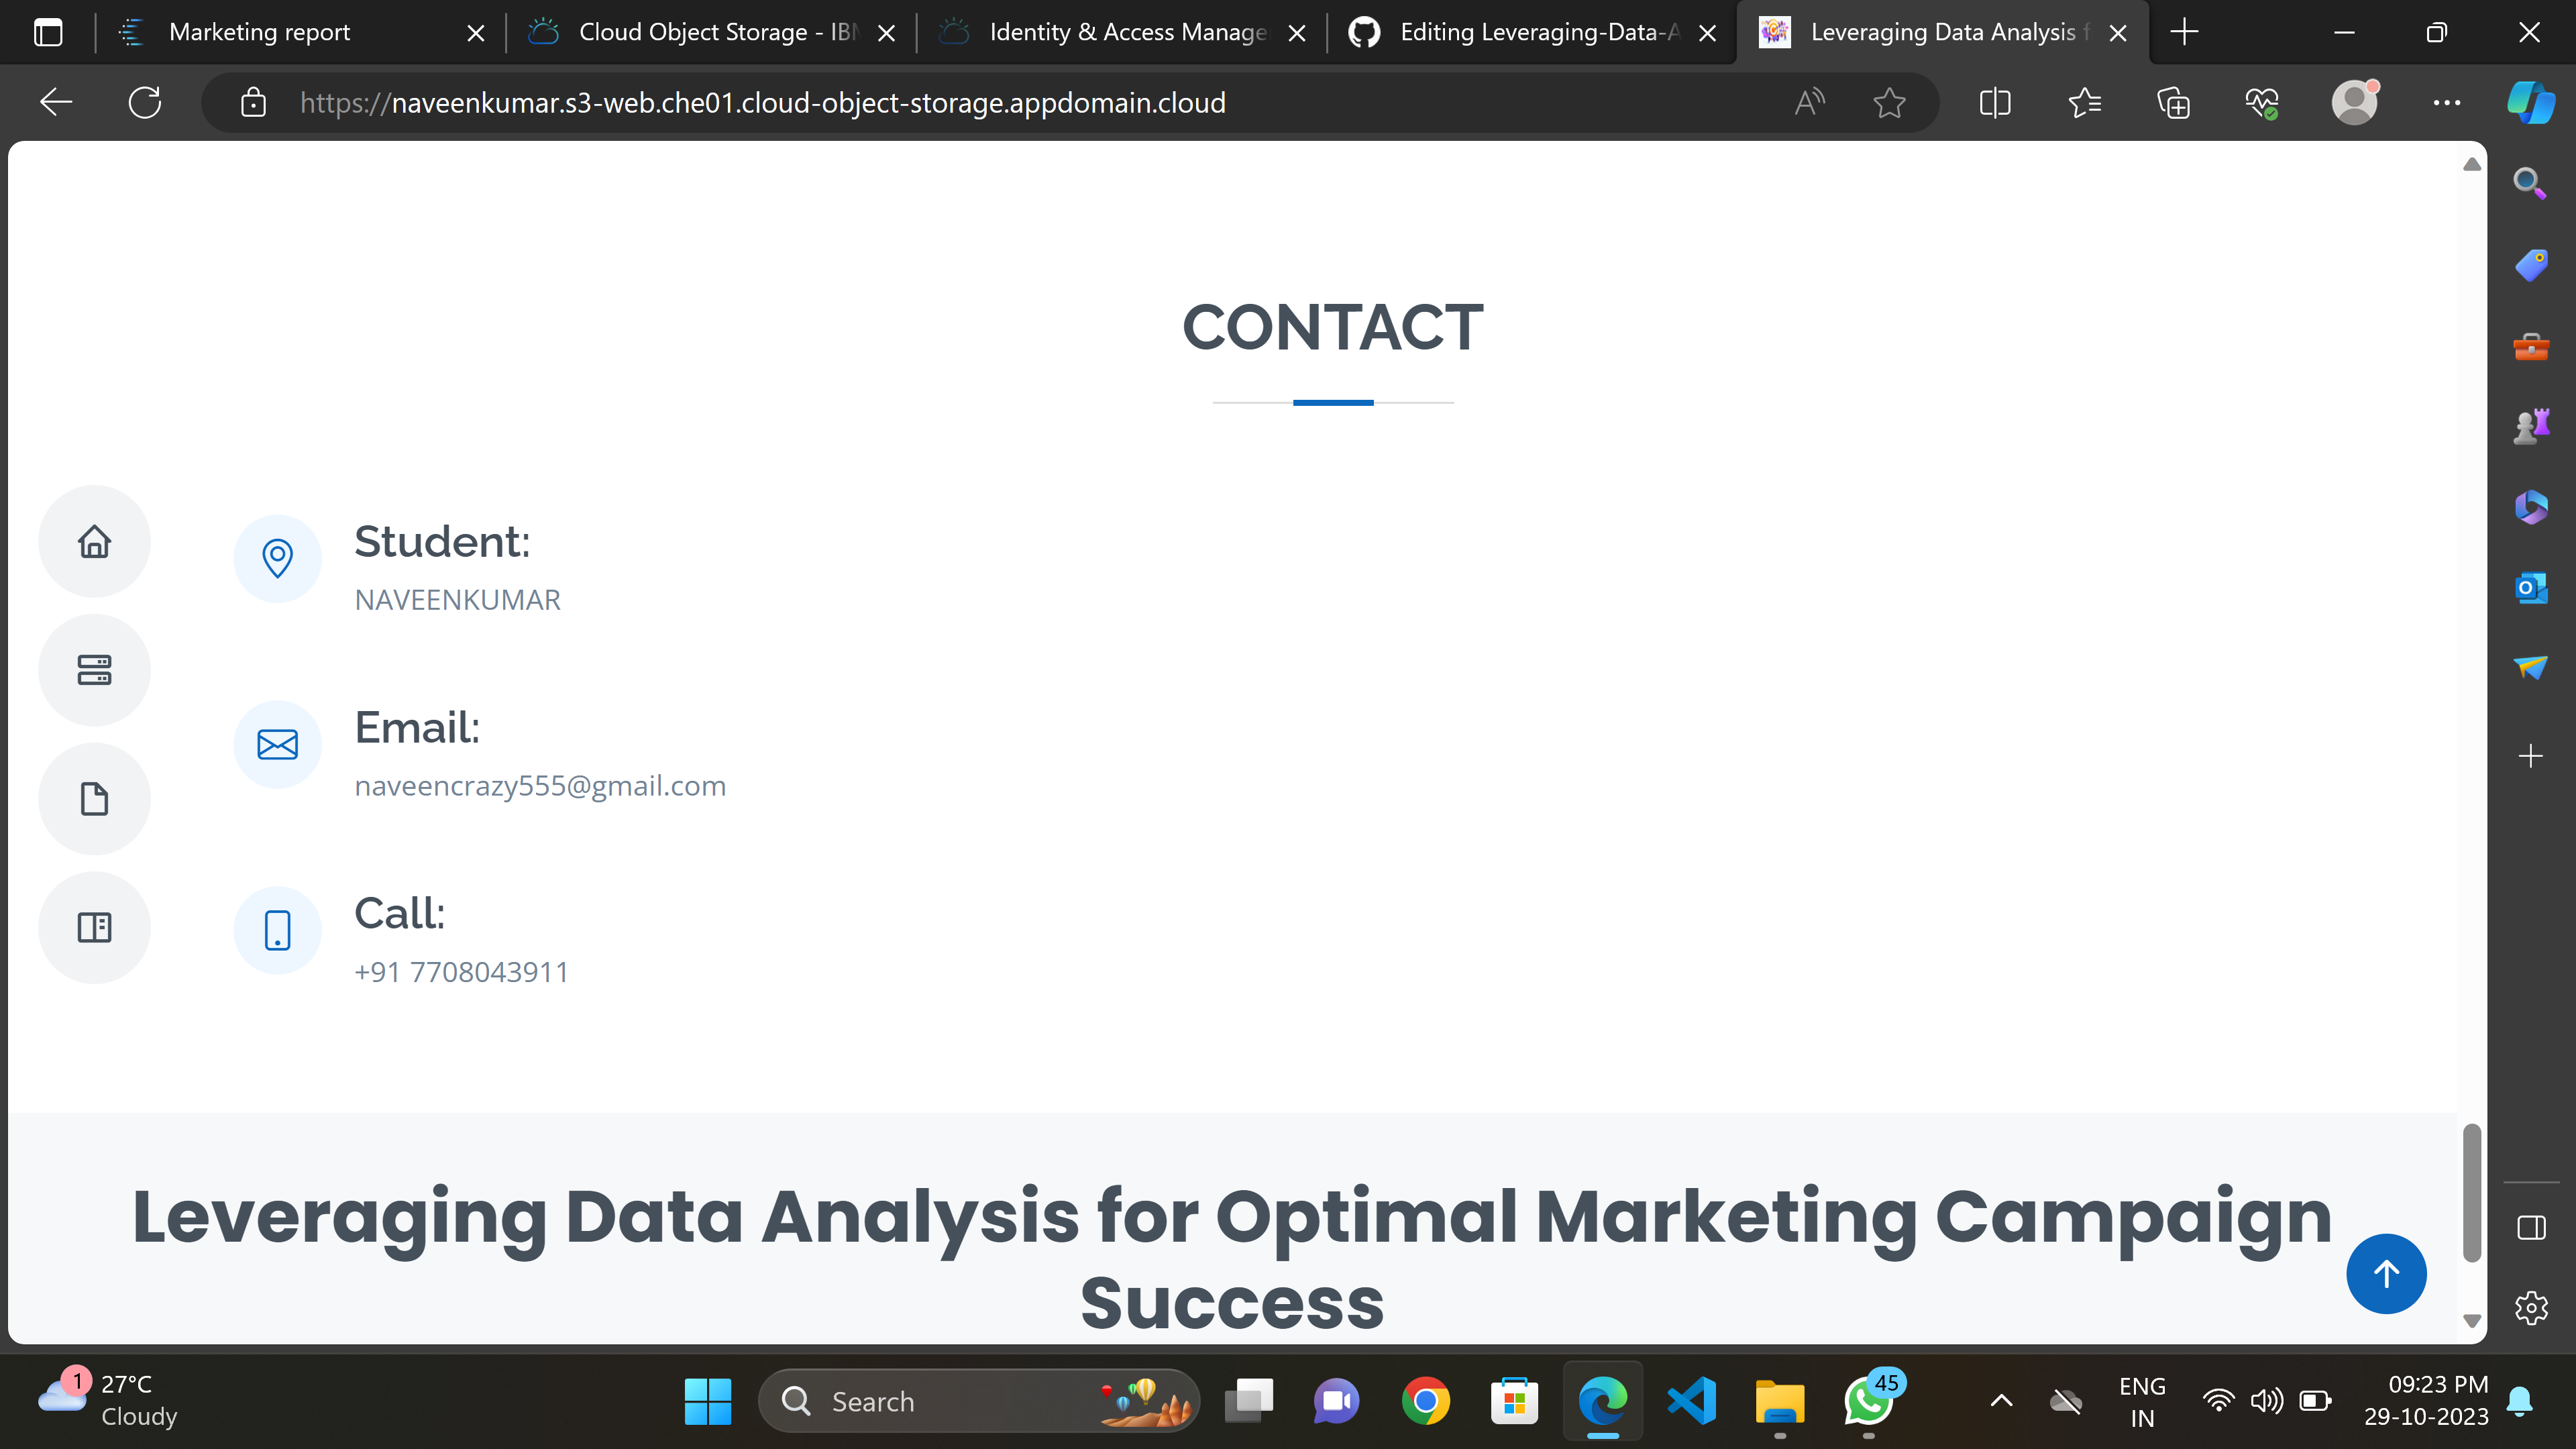 Marketing report
Cloud Object Storage - IBM
Identity & Access Manage
Editing Leveraging-Data-A
Leveraging Data Analysis f
https://naveenkumar.s3-web.che01.cloud-object-storage.appdomain.cloud
CONTACT
Student:
NAVEENKUMAR
Email:
naveencrazy555@gmail.com
Call:
+91 7708043911
Leveraging Data Analysis for Optimal Marketing Campaign
Success
1
27°C
Cloudy
Search
45
ENG
IN
09:23 PM
29-10-2023